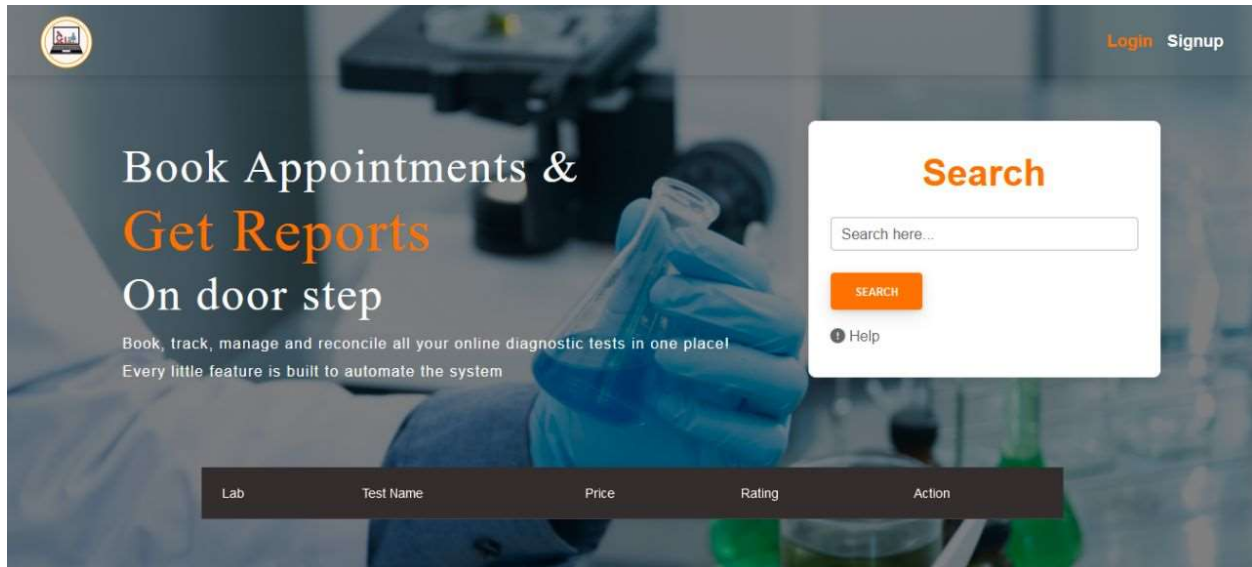 Login Signup
Book Appointments &
Get Reports
On door step
Book, track, manage and reconcile all your online diagnostic tests in one place!
Every little feature is built to automate the system
Search
Search here...
SEARCH
Help
Lab Test Name Price Rating Action